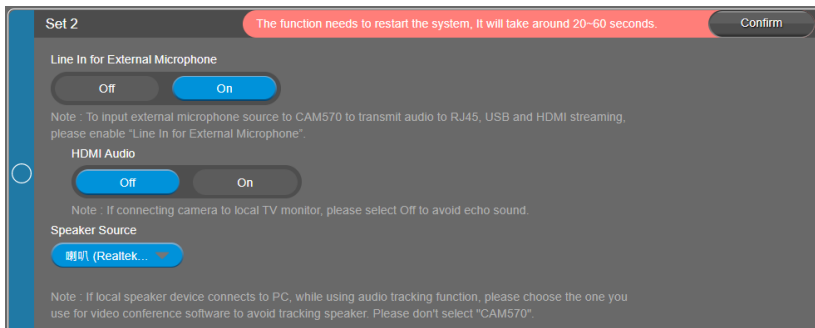 Set 2
The function needs to restart the system, It will take around 20~60 seconds.
Confirm
Line In for External Microphone
Off
On
Note : To input external microphone source to CAM570 to transmit audio to RJ45, USB and HDMI streaming,
please enable “Line In for External Microphone”.
HDMI Audio
Off
On
Note : If connecting camera to local TV monitor, please select Off to avoid echo sound.
Speaker Source
喇叭 (Realtek...
Note : If local speaker device connects to PC, while using audio tracking function, please choose the one you
use for video conference software to avoid tracking speaker. Please don't select "CAM570".